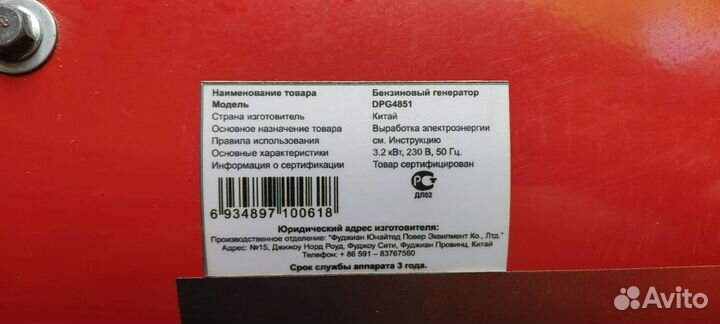 Наименование товара Бензиновый генератор
Модель DPG4851
Страна изготовитель Китай
Основное назначение товара Выработка электроэнергии
Правила использования см. Инструкцию
Основные характеристики 3.2 кВт, 230 В, 50 Гц.
Информация о сертификации Товар сертифицирован
РСТ
ДЛ02
6 934897 100618
Юридический адрес изготовителя:
Производственное отделение: "Фуджиан Юнайтед Повер Эквипмент Ко., Лтд."
Адрес: №15, Джижоу Норд Роуд, Фуджоу Сити, Фуджиан Провинц, Китай
Телефон: + 86 591 – 83767560
Срок службы аппарата 3 года.
Avito